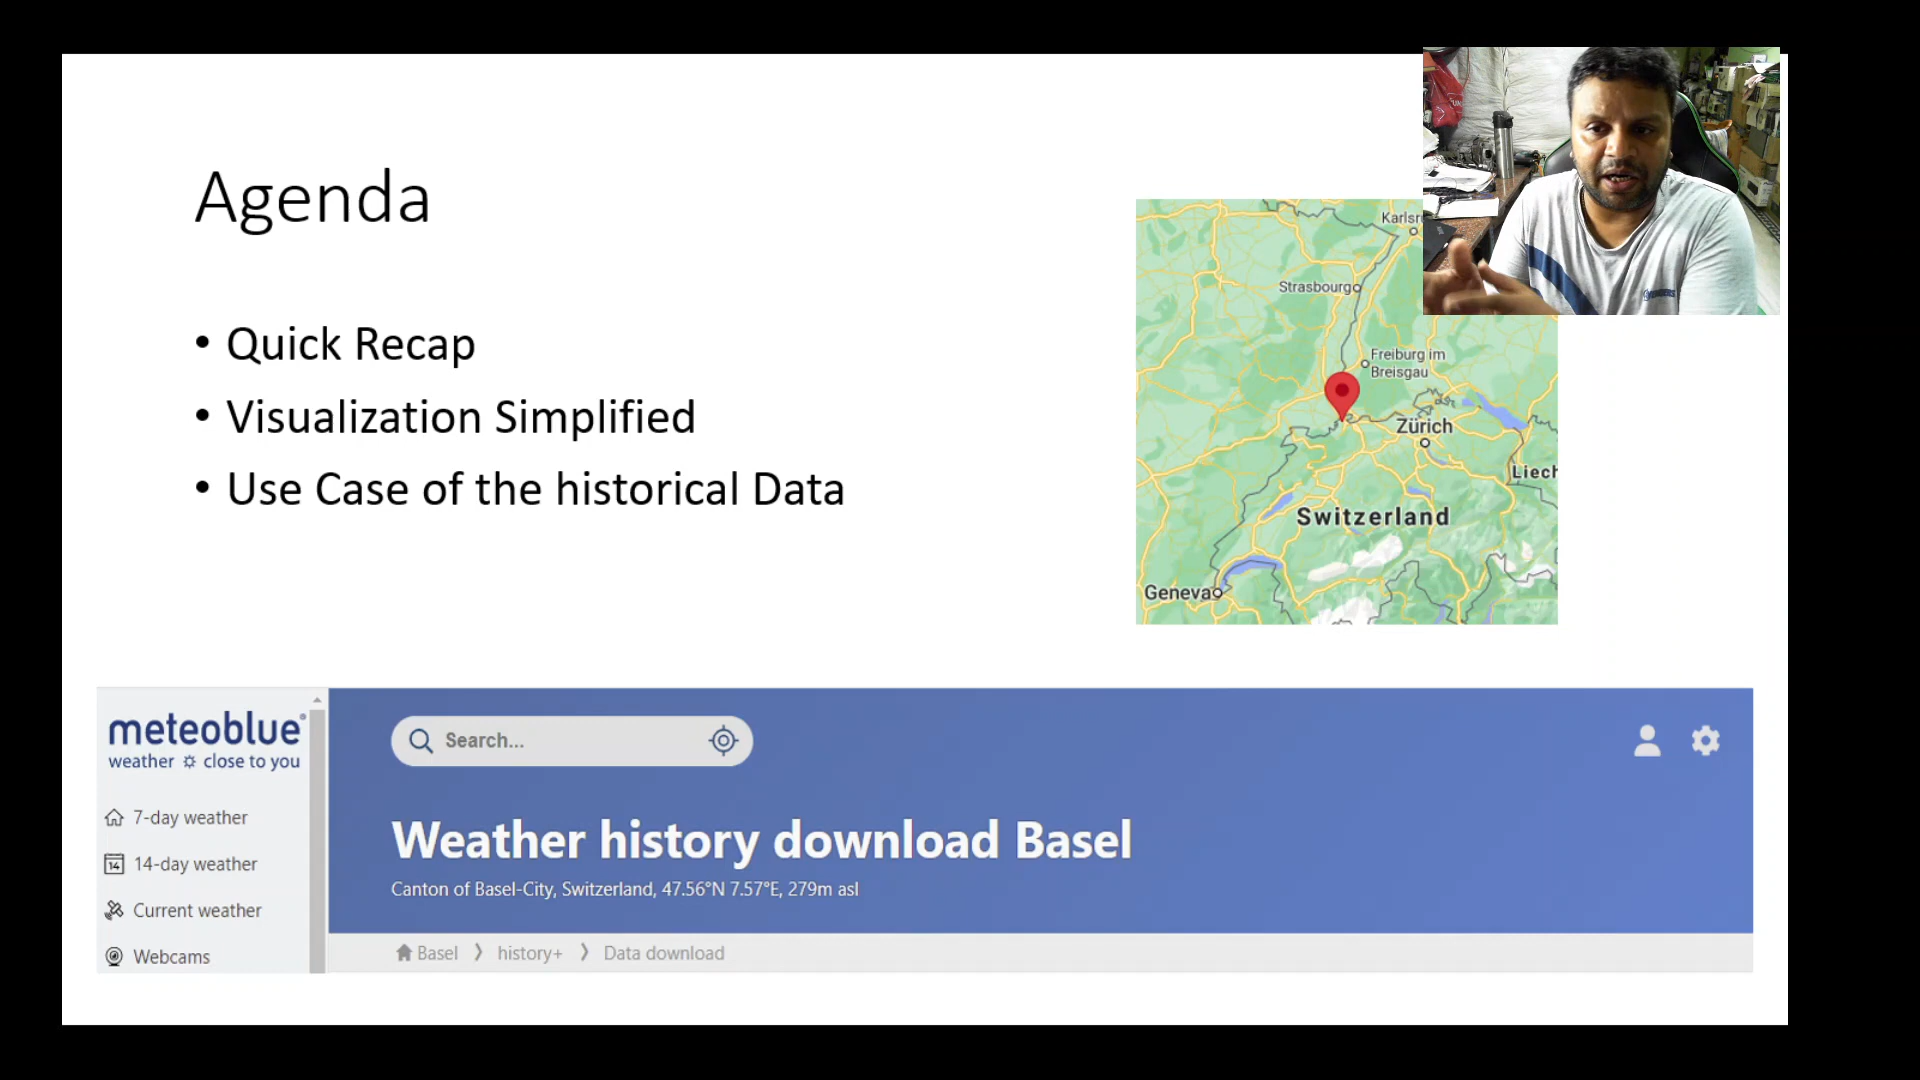 Agenda
• Quick Recap
• Visualization Simplified
• Use Case of the historical Data
Strasbourg
Freiburg im
Breisgau
Zürich
Switzerland
Geneva
meteoblue
weather close to you
7-day weather
14-day weather
Current weather
Webcams
Search...
Weather history download Basel
Canton of Basel-City, Switzerland, 47.56°N 7.57°E, 279m asl
Basel > history+ > Data download